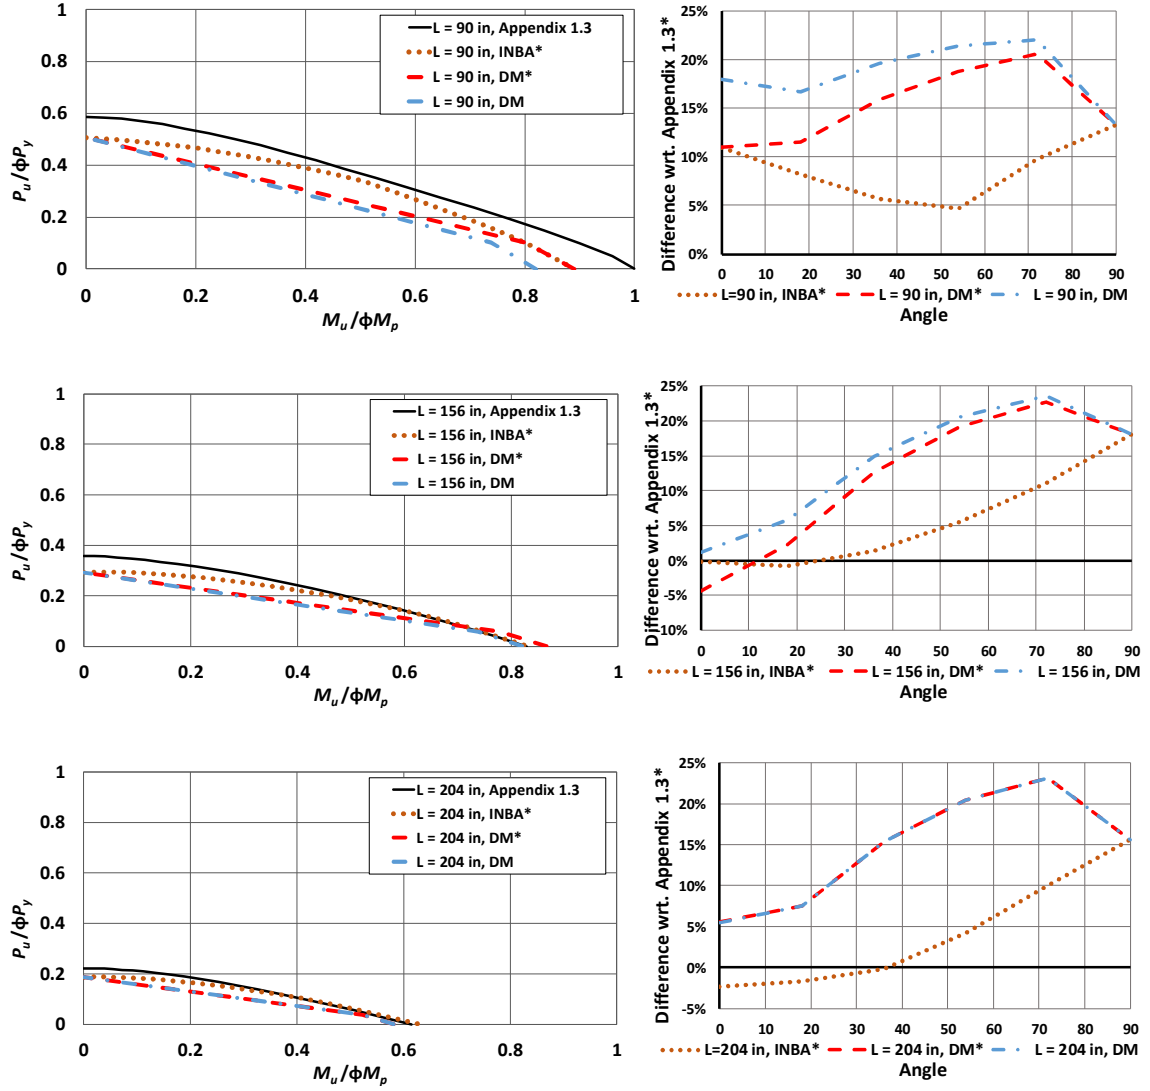 1
0.8
0.6
0.4
0.2
0
P_u/ϕP_y
L = 90 in, Appendix 1.3
L = 90 in, INBA*
L = 90 in, DM*
L = 90 in, DM
0 0.2 0.4 0.6 0.8 1
M_u/ϕM_p
Difference wrt. Appendix 1.3*
25%
20%
15%
10%
5%
0%
0 10 20 30 40 50 60 70 80 90
L=90 in, INBA* L = 90 in, DM* L = 90 in, DM
Angle
1
0.8
0.6
0.4
0.2
0
P_u/ϕP_y
L = 156 in, Appendix 1.3
L = 156 in, INBA*
L = 156 in, DM*
L = 156 in, DM
0 0.2 0.4 0.6 0.8 1
M_u/ϕM_p
Difference wrt. Appendix 1.3*
25%
20%
15%
10%
5%
0%
-5%
-10%
0 10 20 30 40 50 60 70 80 90
L = 156 in, INBA* L = 156 in, DM* L = 156 in, DM
Angle
1
0.8
0.6
0.4
0.2
0
P_u/ϕP_y
L = 204 in, Appendix 1.3
L = 204 in, INBA*
L = 204 in, DM*
L = 204 in, DM
0 0.2 0.4 0.6 0.8 1
M_u/ϕM_p
Difference wrt. Appendix 1.3*
25%
20%
15%
10%
5%
0%
-5%
0 10 20 30 40 50 60 70 80 90
L=204 in, INBA* L = 204 in, DM* L = 204 in, DM
Angle